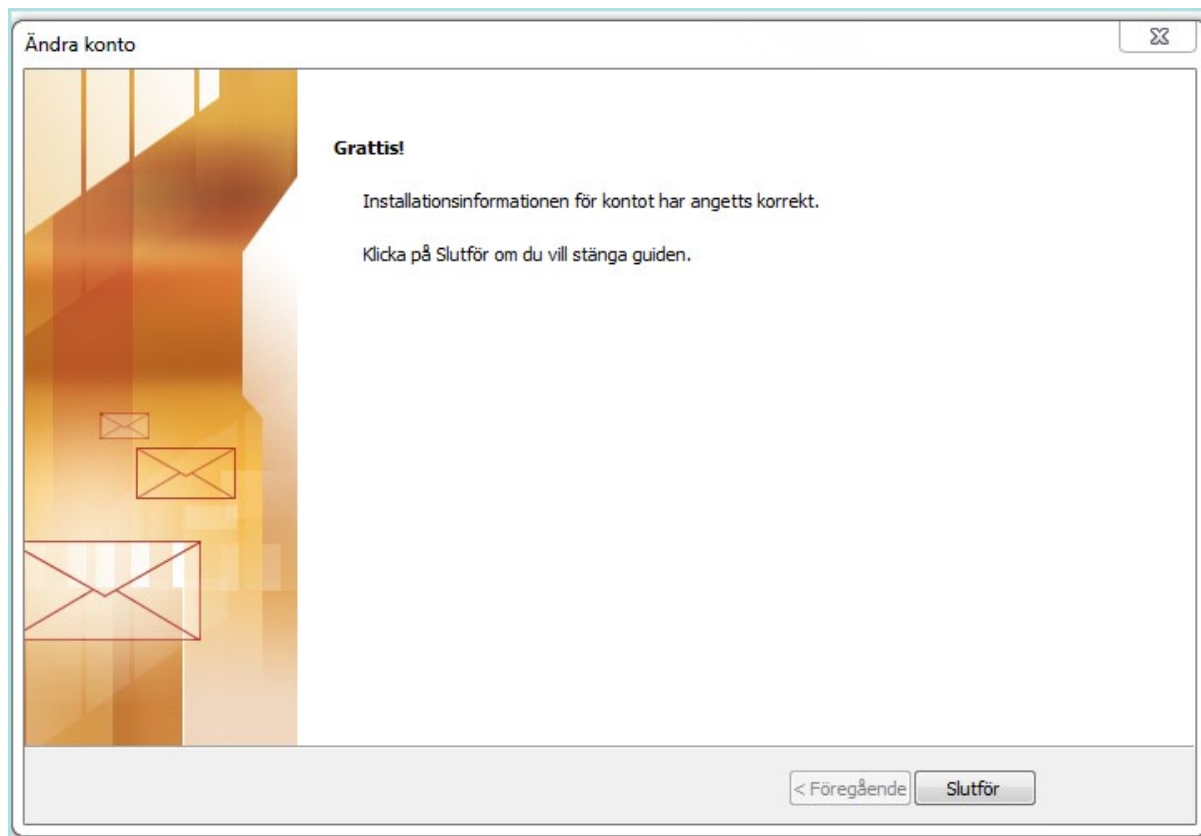 Ändra konto
Grattis!
Installationsinformationen för kontot har angetts korrekt.
Klicka på Slutför om du vill stänga guiden.
< Föregående
Slutför